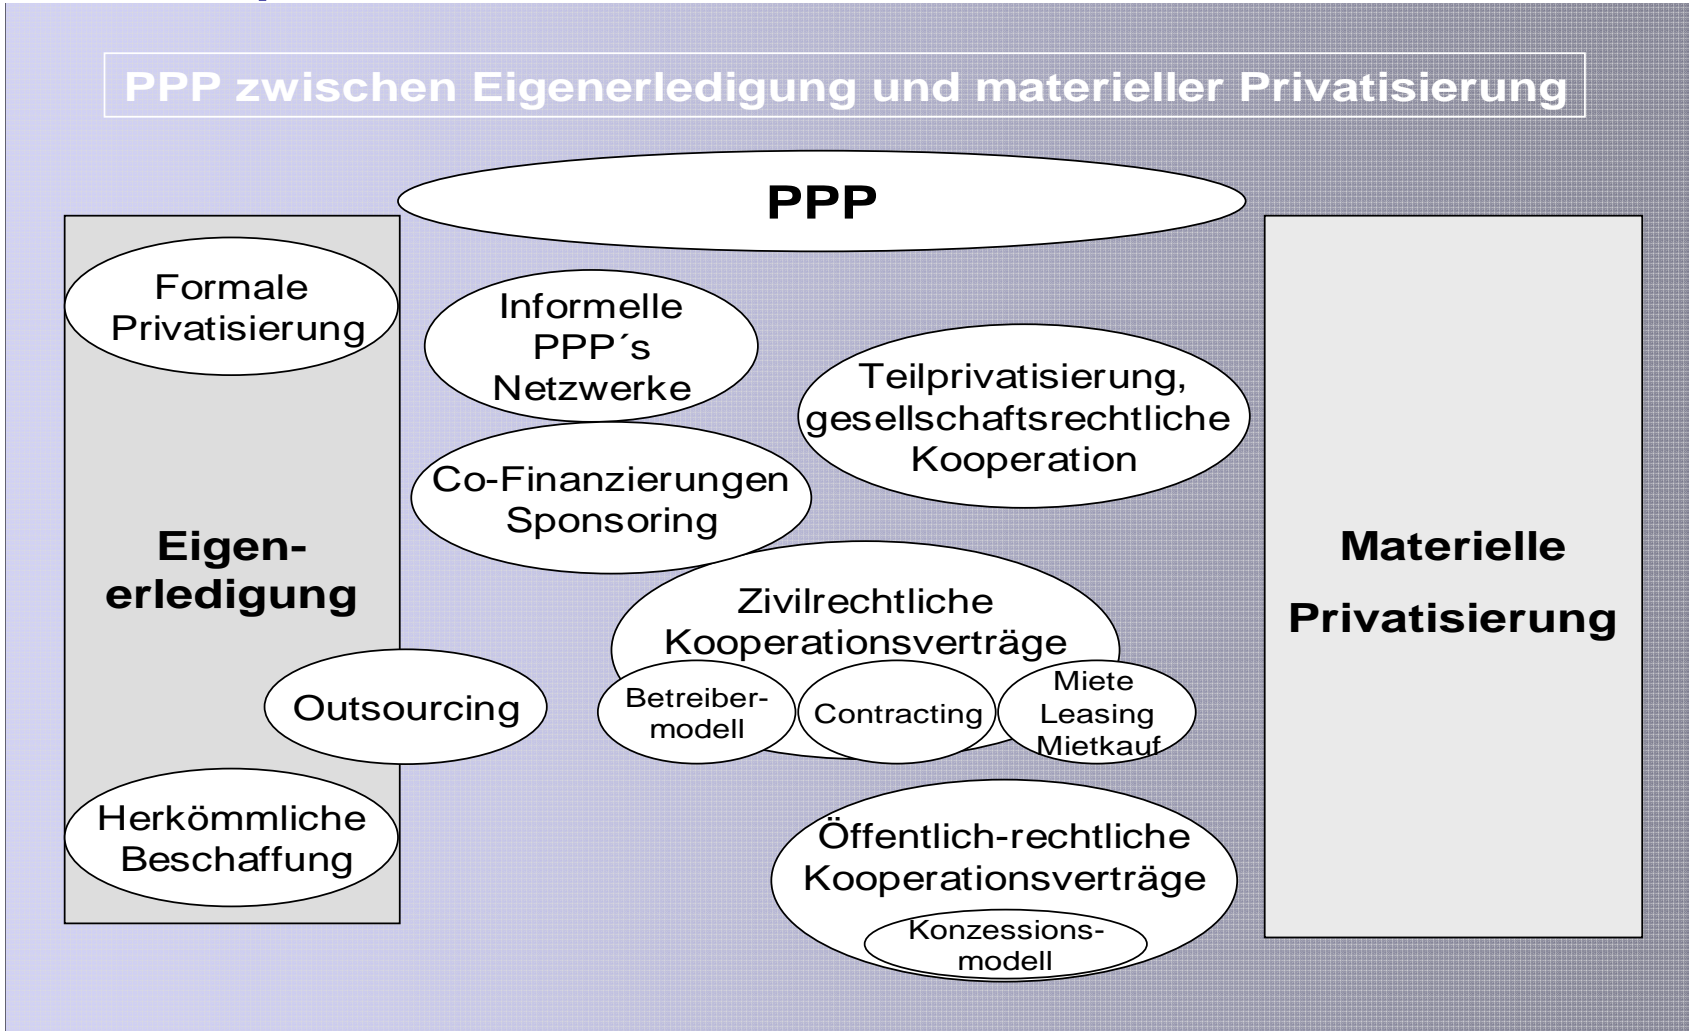 PPP zwischen Eigenerledigung und materieller Privatisierung
PPP
Formale
Privatisierung
Eigen-
erledigung
Outsourcing
Herkömmliche
Beschaffung
Informelle
PPP´s
Netzwerke
Co-Finanzierungen
Sponsoring
Teilprivatisierung,
gesellschaftsrechtliche
Kooperation
Zivilrechtliche
Kooperationsverträge
Betreiber-
modell
Contracting
Miete
Leasing
Mietkauf
Öffentlich-rechtliche
Kooperationsverträge
Konzessions-
modell
Materielle
Privatisierung